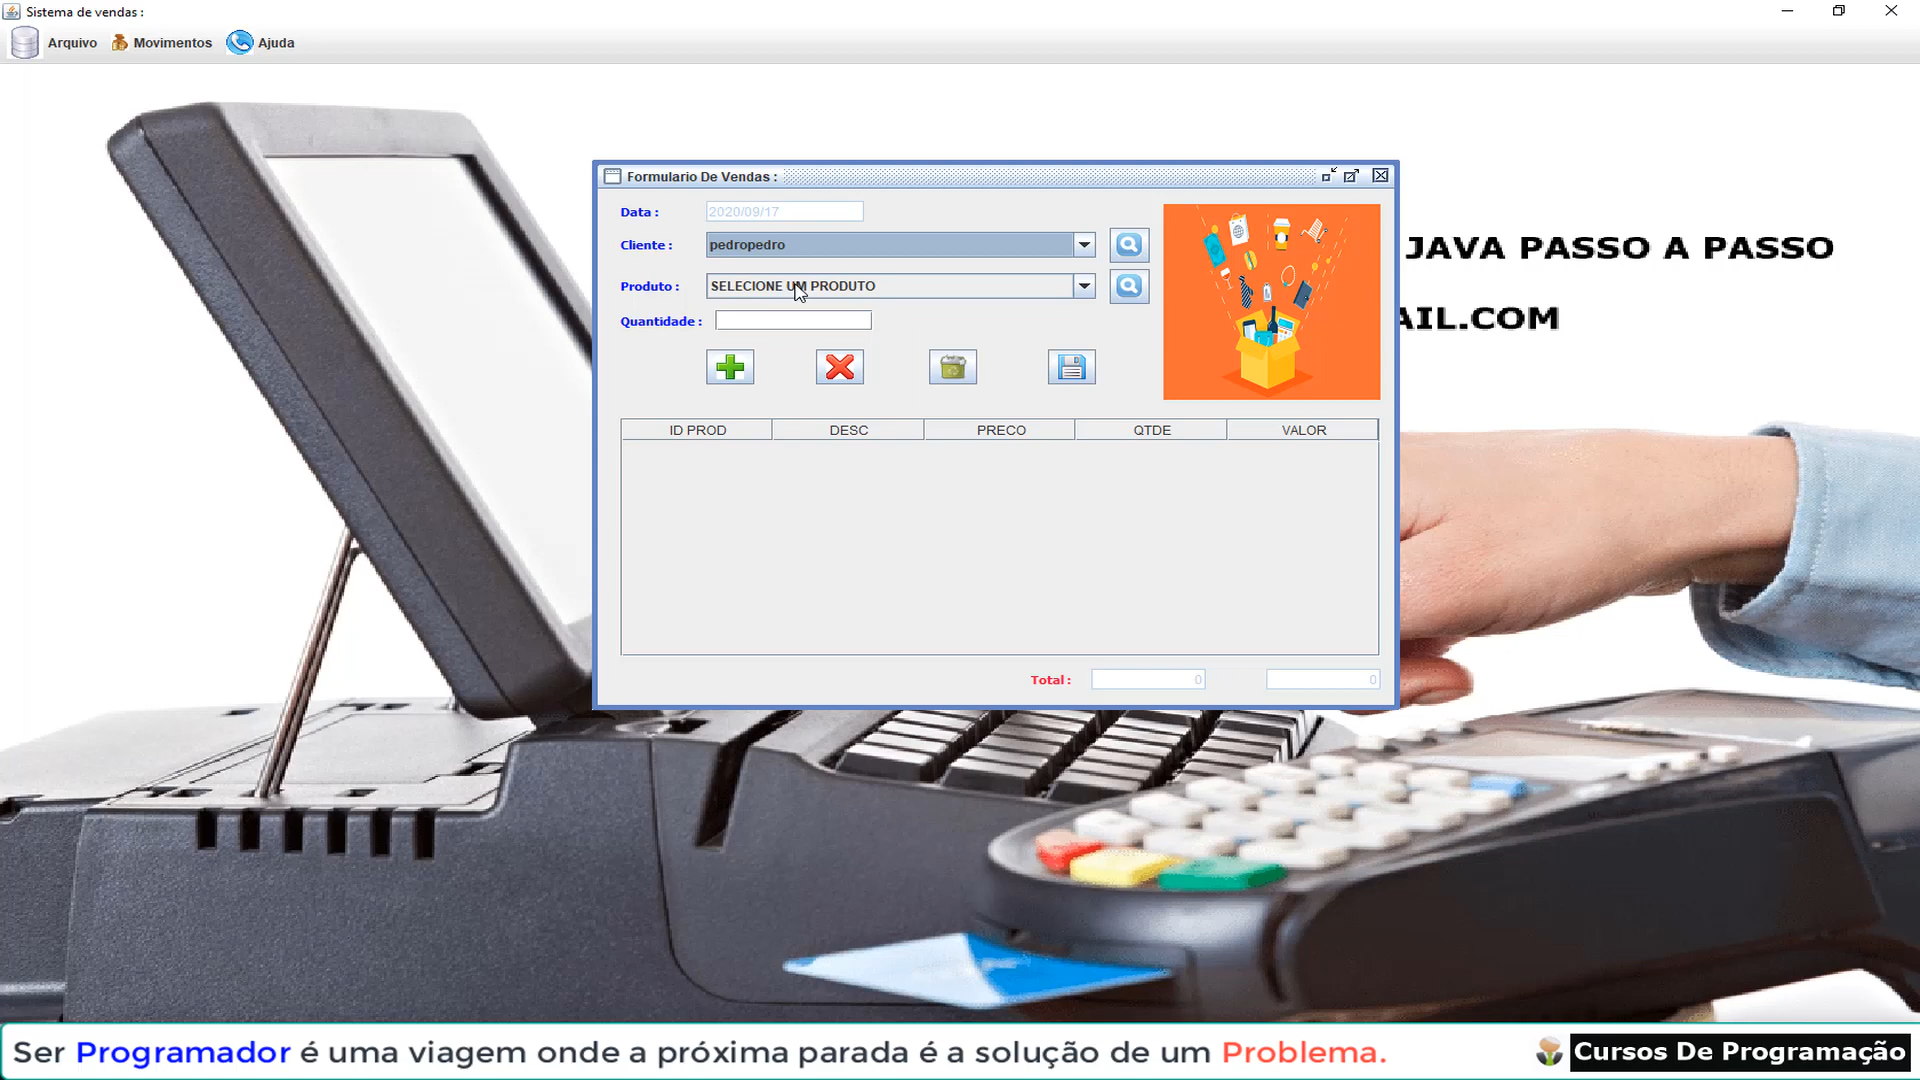 Sistema de vendas :
Arquivo Movimentos Ajuda
Formulario De Vendas :
Data : 2020/09/17
Cliente : pedropedro
Produto : SELECIONE UM PRODUTO
Quantidade :
ID PROD DESC PRECO QTDE VALOR
Total : 0 0
JAVA PASSO A PASSO
AIL.COM
Ser Programador é uma viagem onde a próxima parada é a solução de um Problema.
Cursos De Programação